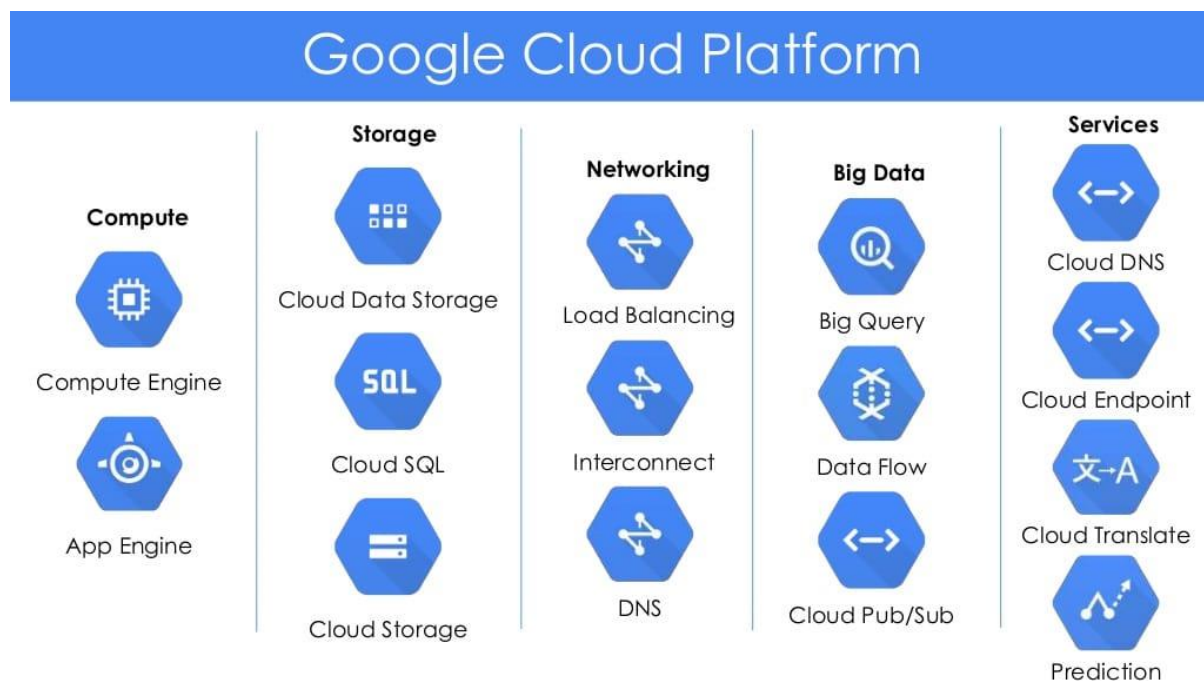 Google Cloud Platform
Compute
Compute Engine
App Engine
Storage
Cloud Data Storage
SQL
Cloud SQL
Cloud Storage
Networking
Load Balancing
Interconnect
DNS
Big Data
Big Query
Data Flow
Cloud Pub/Sub
Services
Cloud DNS
Cloud Endpoint
文→A
Cloud Translate
Prediction